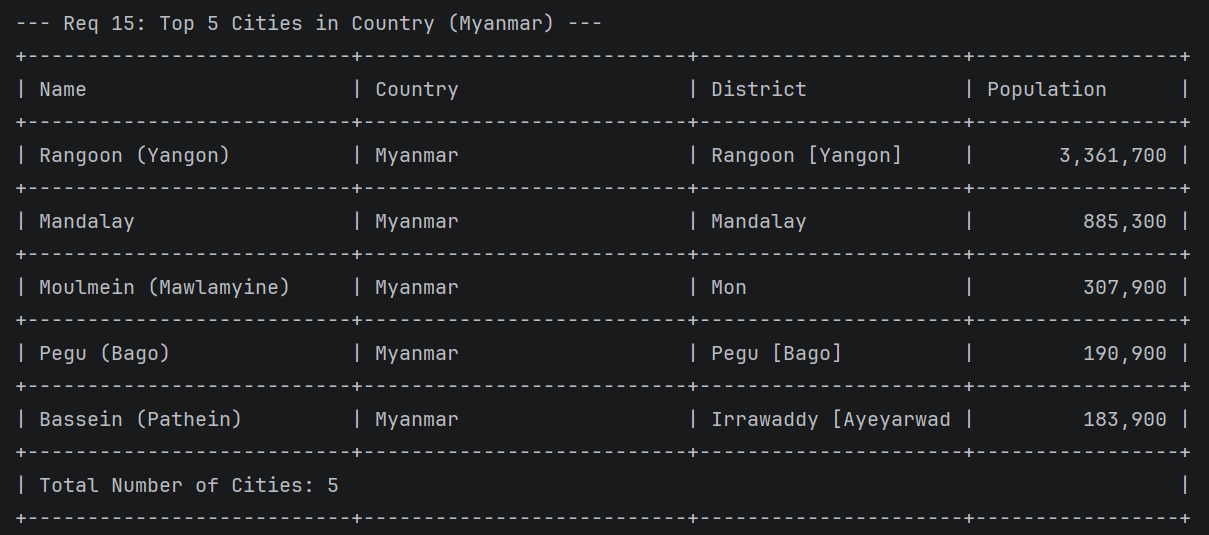 --- Req 15: Top 5 Cities in Country (Myanmar) ---
+----------------------------+---------------------------+----------------------+-----------------+
| Name                       | Country                   | District             | Population      |
+----------------------------+---------------------------+----------------------+-----------------+
| Rangoon (Yangon)           | Myanmar                   | Rangoon [Yangon]     |       3,361,700 |
+----------------------------+---------------------------+----------------------+-----------------+
| Mandalay                   | Myanmar                   | Mandalay             |         885,300 |
+----------------------------+---------------------------+----------------------+-----------------+
| Moulmein (Mawlamyine)      | Myanmar                   | Mon                  |         307,900 |
+----------------------------+---------------------------+----------------------+-----------------+
| Pegu (Bago)                | Myanmar                   | Pegu [Bago]          |         190,900 |
+----------------------------+---------------------------+----------------------+-----------------+
| Bassein (Pathein)          | Myanmar                   | Irrawaddy [Ayeyarwad |         183,900 |
+----------------------------+---------------------------+----------------------+-----------------+
| Total Number of Cities: 5                                                                      |
+----------------------------+---------------------------+----------------------+-----------------+